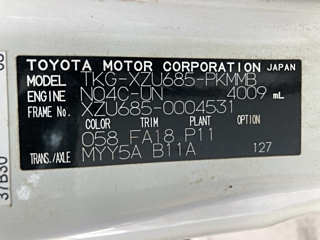 TOYOTA MOTOR CORPORATION JAPAN
MODEL TKG-XZU685-PKMMB
ENGINE N04C-UN 4009 mL
FRAME No. XZU685-0004531
COLOR TRIM PLANT OPTION
058 FA18 P11
TRANS./AXLE MYY5A B11A 127
37B30